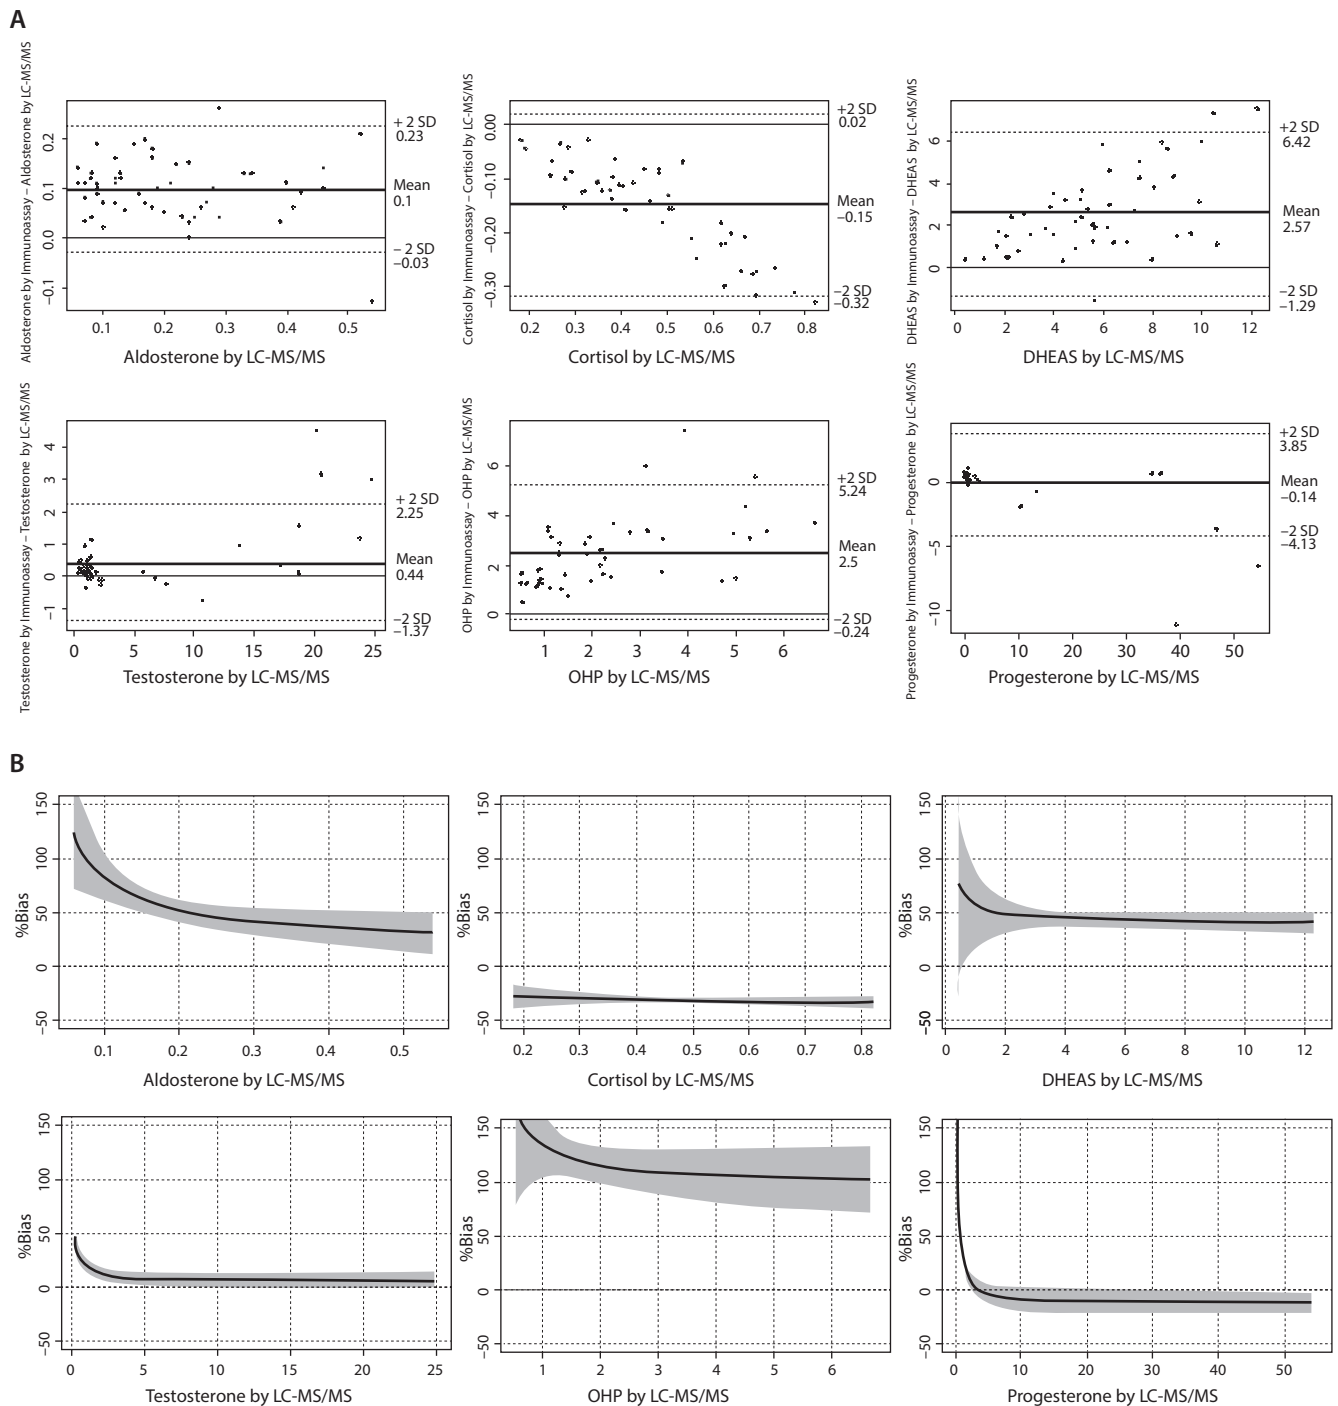 A
Aldosterone by Immunoassay – Aldosterone by LC-MS/MS
0.2
0.1
0.0
−0.1
+ 2 SD
0.23
Mean
0.1
− 2 SD
−0.03
0.1 0.2 0.3 0.4 0.5
Aldosterone by LC-MS/MS
Cortisol by Immunoassay – Cortisol by LC-MS/MS
0.00
−0.10
−0.20
−0.30
+2 SD
0.02
Mean
−0.15
−2 SD
−0.32
0.2 0.3 0.4 0.5 0.6 0.7 0.8
Cortisol by LC-MS/MS
DHEAS by Immunoassay – DHEAS by LC-MS/MS
6
4
2
0
+2 SD
6.42
Mean
2.57
−2 SD
−1.29
0 2 4 6 8 10 12
DHEAS by LC-MS/MS
Testosterone by Immunoassay – Testosterone by LC-MS/MS
4
3
2
1
0
−1
+ 2 SD
2.25
Mean
0.44
−2 SD
−1.37
0 5 10 15 20 25
Testosterone by LC-MS/MS
OHP by Immunoassay – OHP by LC-MS/MS
6
4
2
0
+2 SD
5.24
Mean
2.5
−2 SD
−0.24
1 2 3 4 5 6
OHP by LC-MS/MS
Progesterone by Immunoassay – Progesterone by LC-MS/MS
0
−5
−10
+2 SD
3.85
Mean
−0.14
−2 SD
−4.13
0 10 20 30 40 50
Progesterone by LC-MS/MS
B
%Bias
150
100
50
0
−50
0.1 0.2 0.3 0.4 0.5
Aldosterone by LC-MS/MS
%Bias
150
100
50
0
−50
0.2 0.3 0.4 0.5 0.6 0.7 0.8
Cortisol by LC-MS/MS
%Bias
150
100
50
0
−50
0 2 4 6 8 10 12
DHEAS by LC-MS/MS
%Bias
150
100
50
0
−50
0 5 10 15 20 25
Testosterone by LC-MS/MS
%Bias
150
100
50
0
−50
1 2 3 4 5 6
OHP by LC-MS/MS
%Bias
150
100
50
0
−50
0 10 20 30 40 50
Progesterone by LC-MS/MS